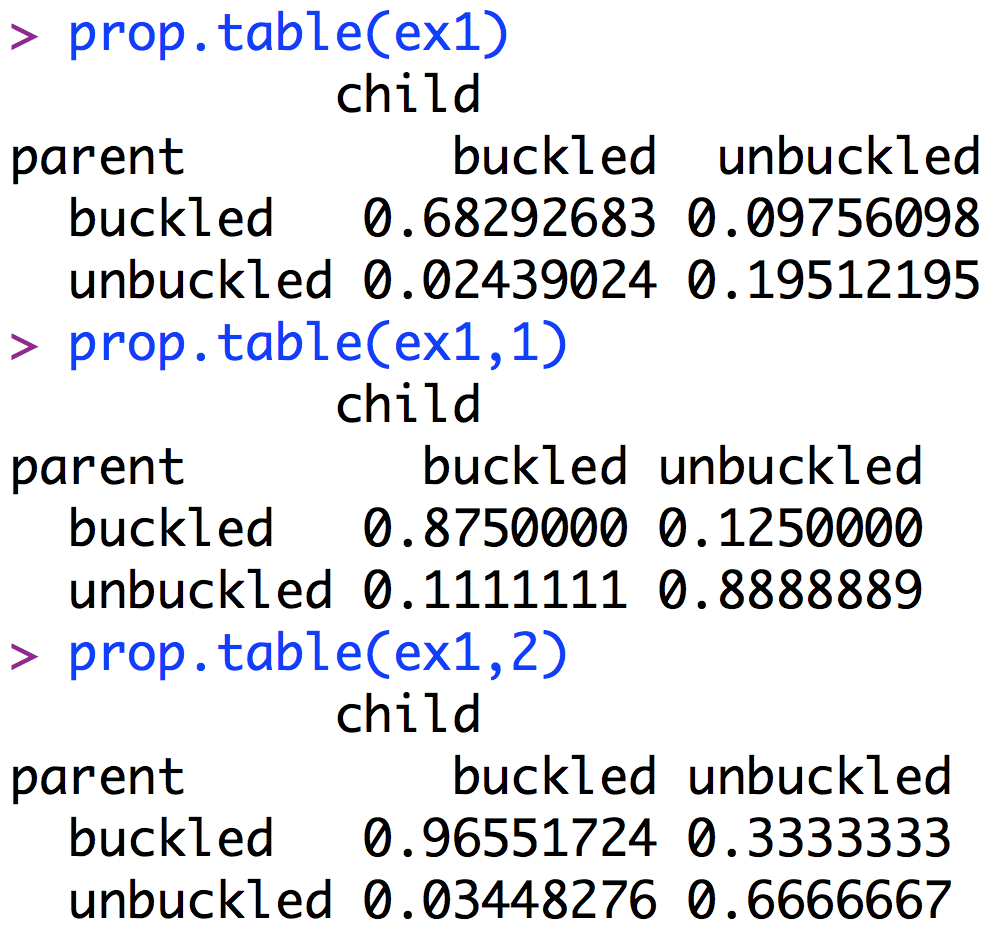 > prop.table(ex1)
child
parent buckled unbuckled
buckled 0.68292683 0.09756098
unbuckled 0.02439024 0.19512195
> prop.table(ex1,1)
child
parent buckled unbuckled
buckled 0.8750000 0.1250000
unbuckled 0.1111111 0.8888889
> prop.table(ex1,2)
child
parent buckled unbuckled
buckled 0.96551724 0.3333333
unbuckled 0.03448276 0.6666667